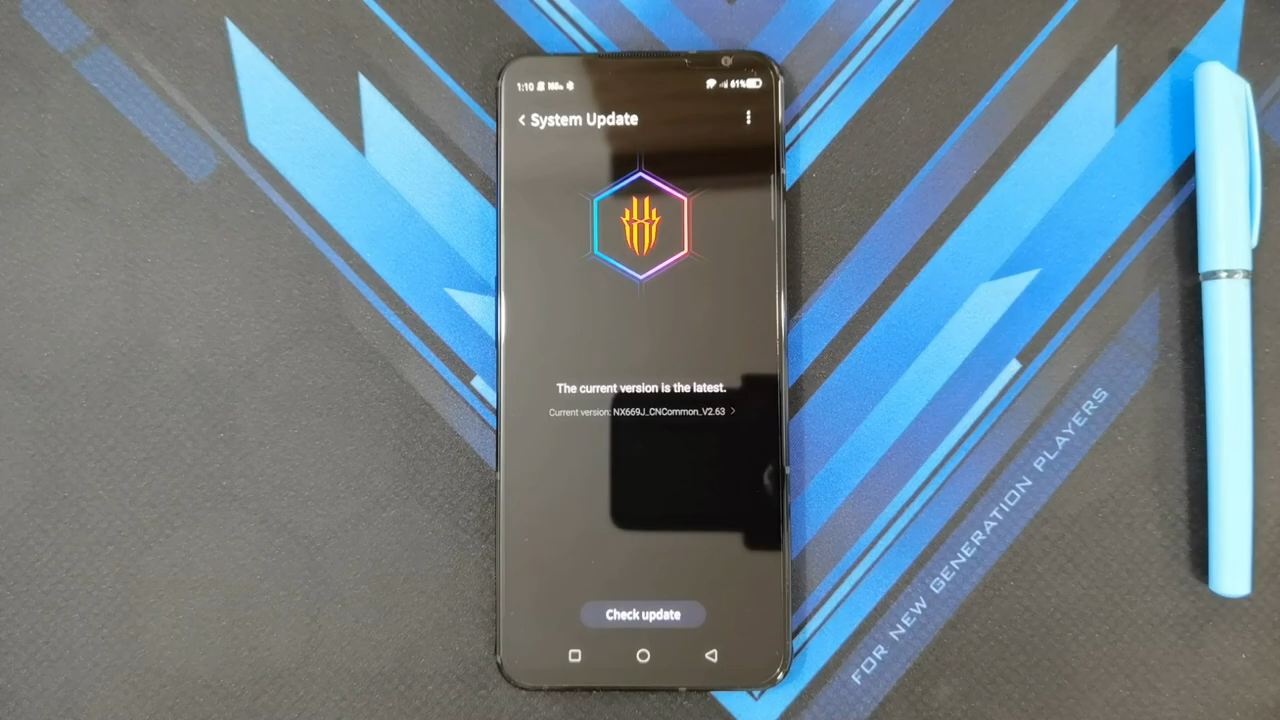 1:10
61%
System Update
The current version is the latest.
Current version: NX669J_CNCommon_V2.63
Check update
FOR NEW GENERATION PLAYERS